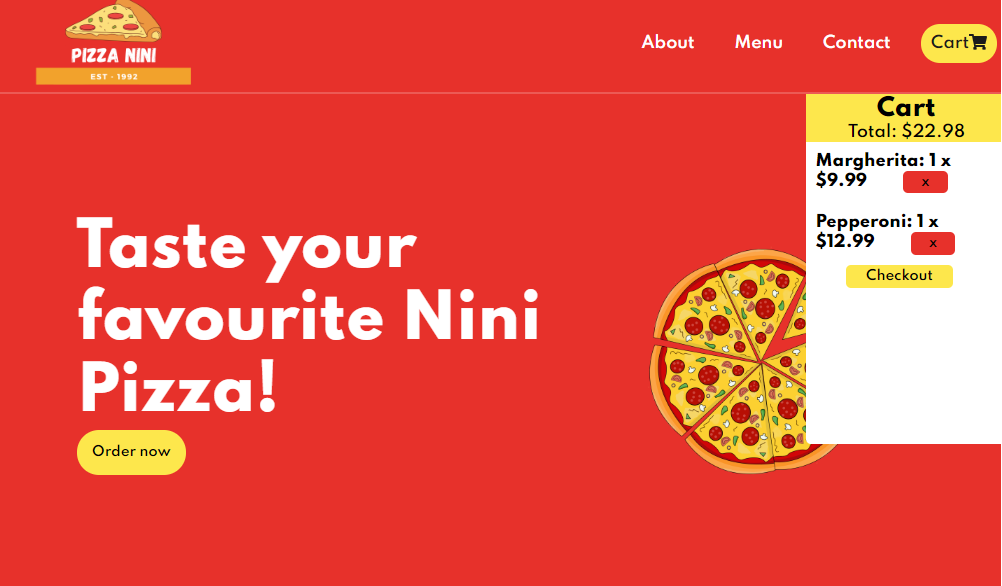 PIZZA NINI
EST - 1992
About Menu Contact Cart
Cart
Total: $22.98
Margherita: 1 x
$9.99 x
Pepperoni: 1 x
$12.99 x
Checkout
Taste your
favourite Nini
Pizza!
Order now